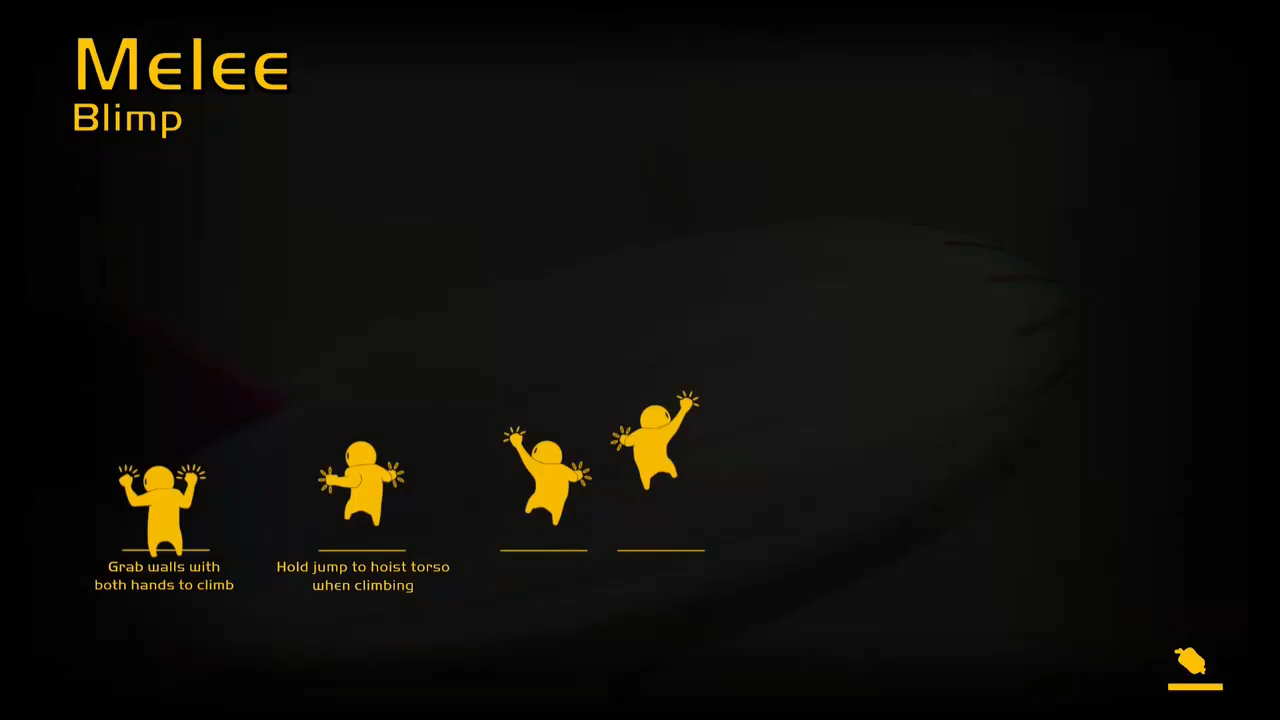 Melee
Blimp
Grab walls with
both hands to climb
Hold jump to hoist torso
when climbing